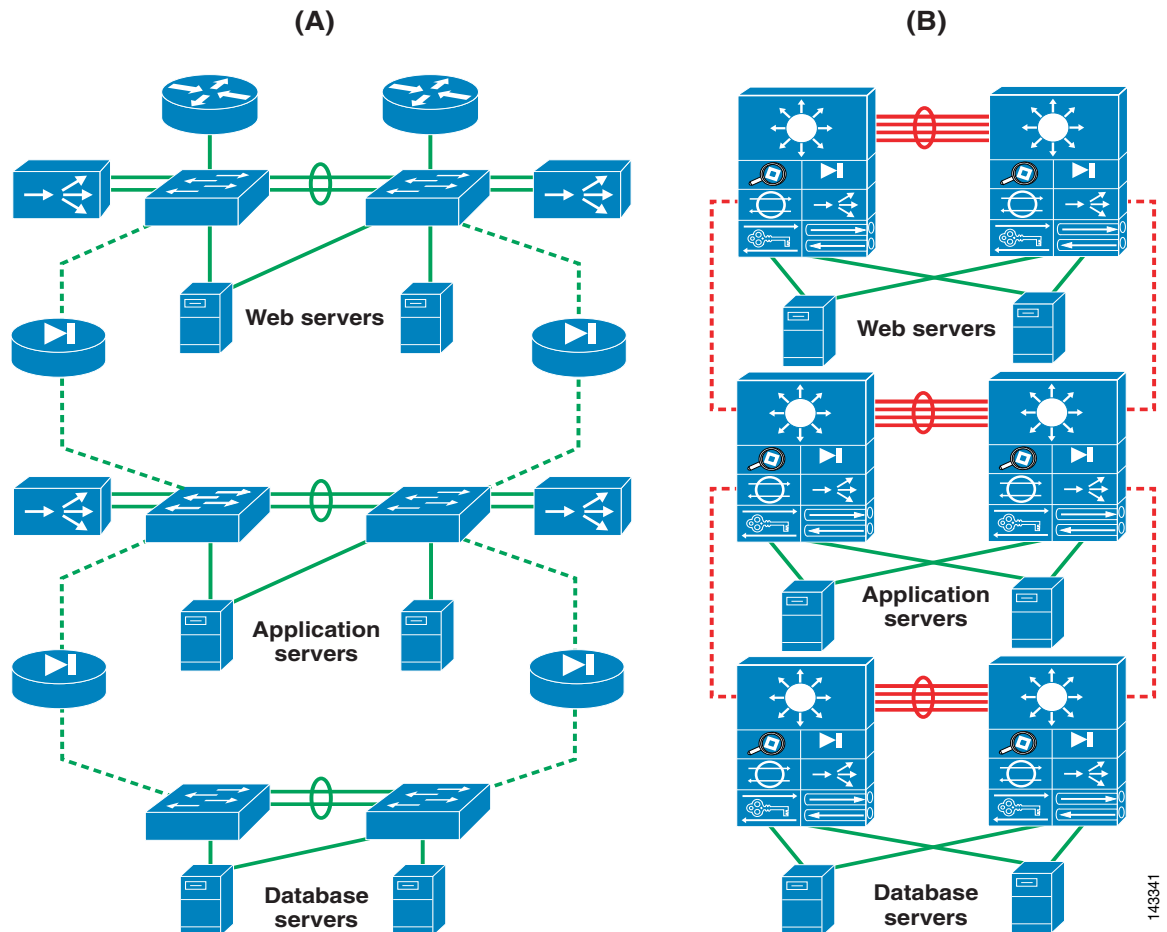 (A)
(B)
Web servers
Web servers
Application
servers
Application
servers
Database
servers
Database
servers
143341